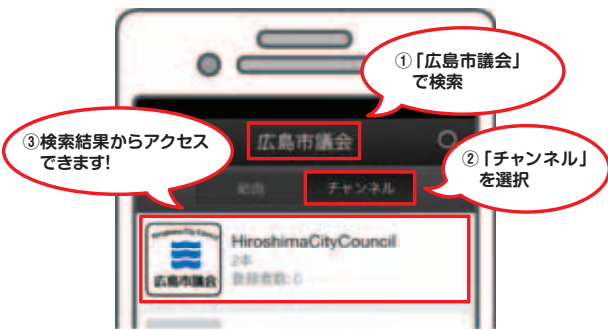 ①「広島市議会」
で検索
③検索結果からアクセス
できます!
広島市議会
②「チャンネル」
を選択
動画
チャンネル
HiroshimaCityCouncil
2本
登録者数: 0
Hiroshima City Council
広島市議会